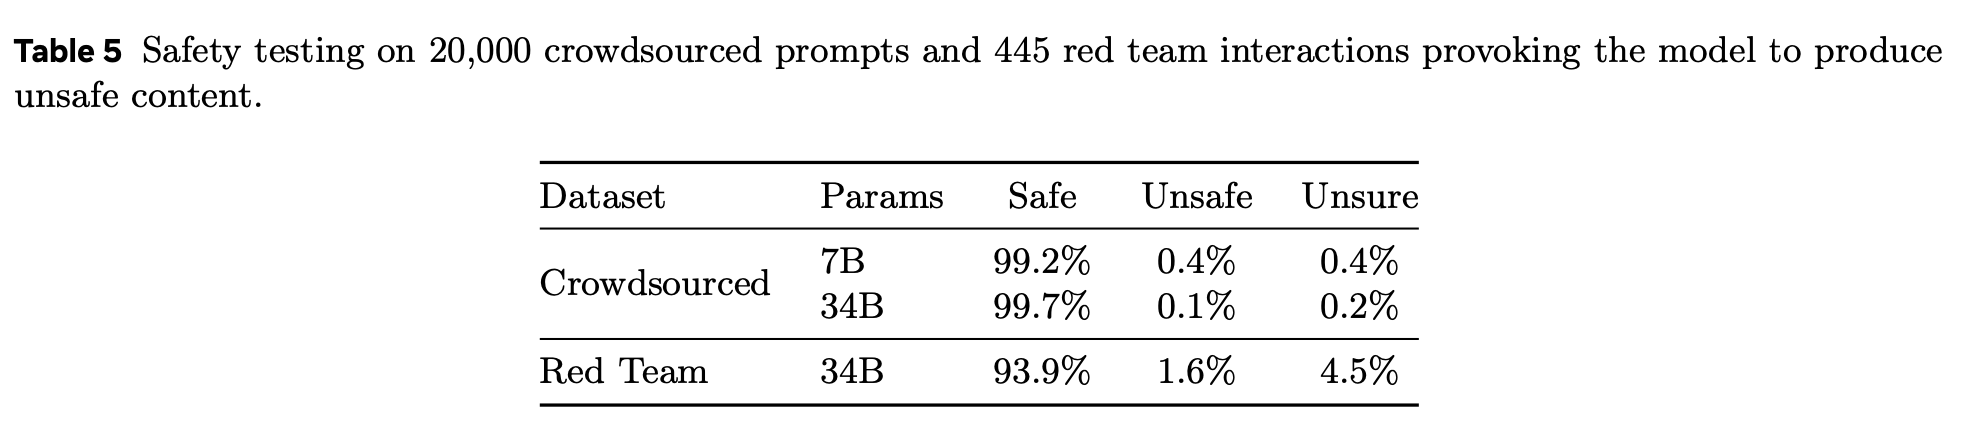 Table 5 Safety testing on 20,000 crowdsourced prompts and 445 red team interactions provoking the model to produce
unsafe content.
Dataset Params Safe Unsafe Unsure
Crowdsourced 7B 99.2% 0.4% 0.4%
34B 99.7% 0.1% 0.2%
Red Team 34B 93.9% 1.6% 4.5%